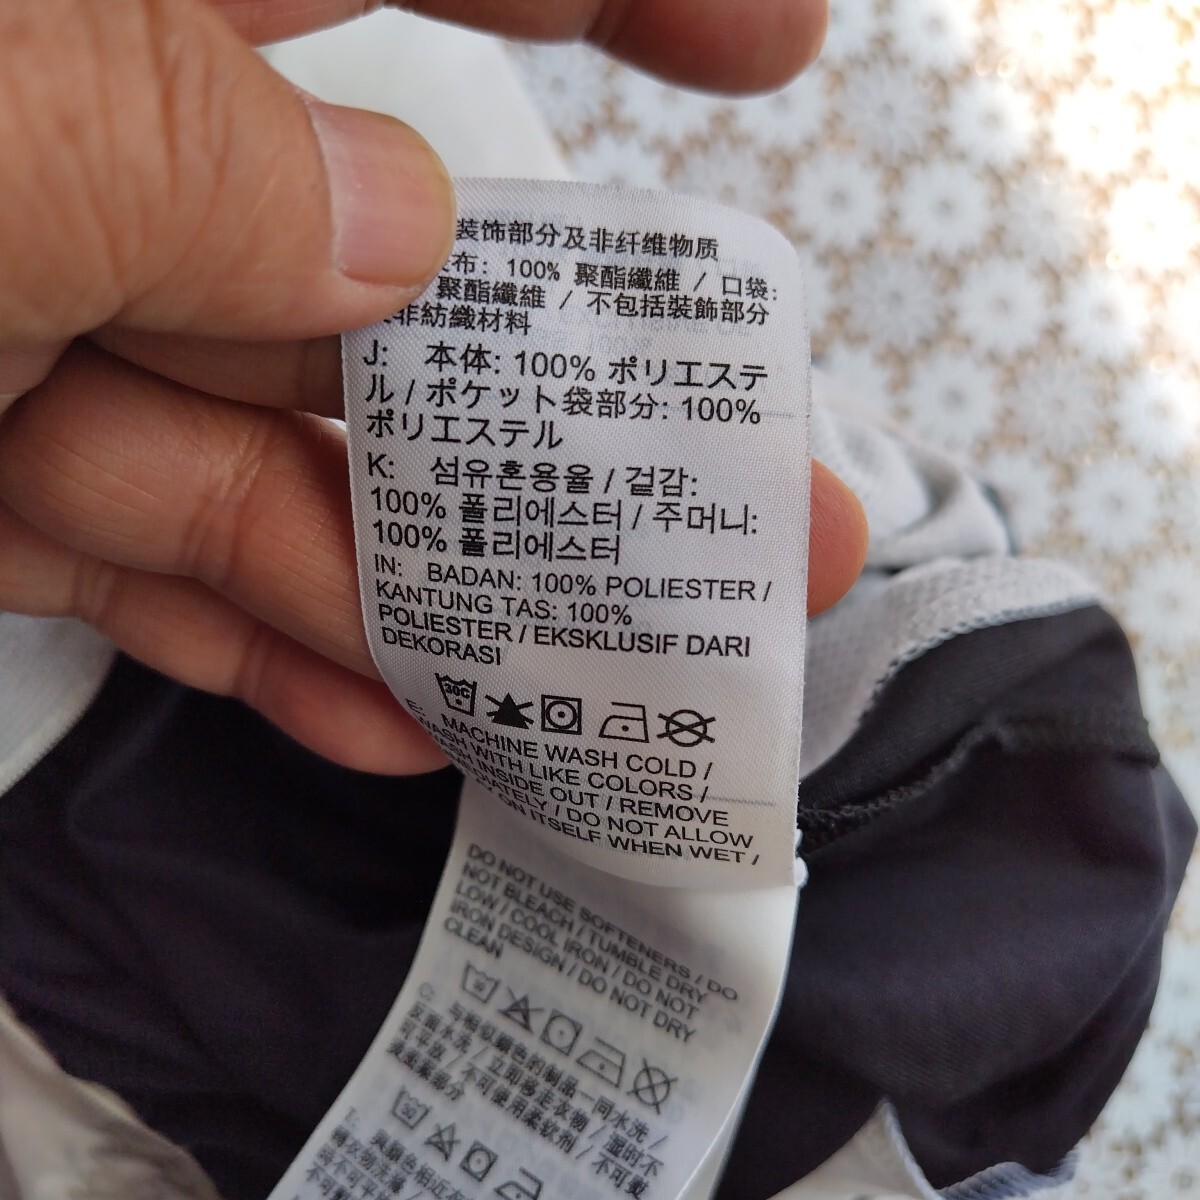 装饰部分及非纤维物质
布: 100% 聚酯纖維 / 口袋:
聚酯纖維 / 不包括裝飾部分
非紡織材料
J: 本体: 100% ポリエステ
ル / ポケット袋部分: 100%
ポリエステル
K: 섬유혼용율 / 겉감:
100% 폴리에스터 / 주머니:
100% 폴리에스터
IN: BADAN: 100% POLIESTER /
KANTUNG TAS: 100%
POLIESTER / EKSKLUSIF DARI
DEKORASI
30C
E: MACHINE WASH COLD /
WASH WITH LIKE COLORS /
WASH INSIDE OUT / REMOVE
/ DO NOT ALLOW
ON ITSELF WHEN WET /
DO NOT USE SOFTENERS / DO
NOT BLEACH / TUMBLE DRY
LOW / COOL IRON / DO NOT
IRON DESIGN / DO NOT DRY
CLEAN
C: 与相似颜色的制品一同水洗 /
反面水洗 / 立即移走衣物 / 湿时不
可平放 / 不可使用柔软剂 /